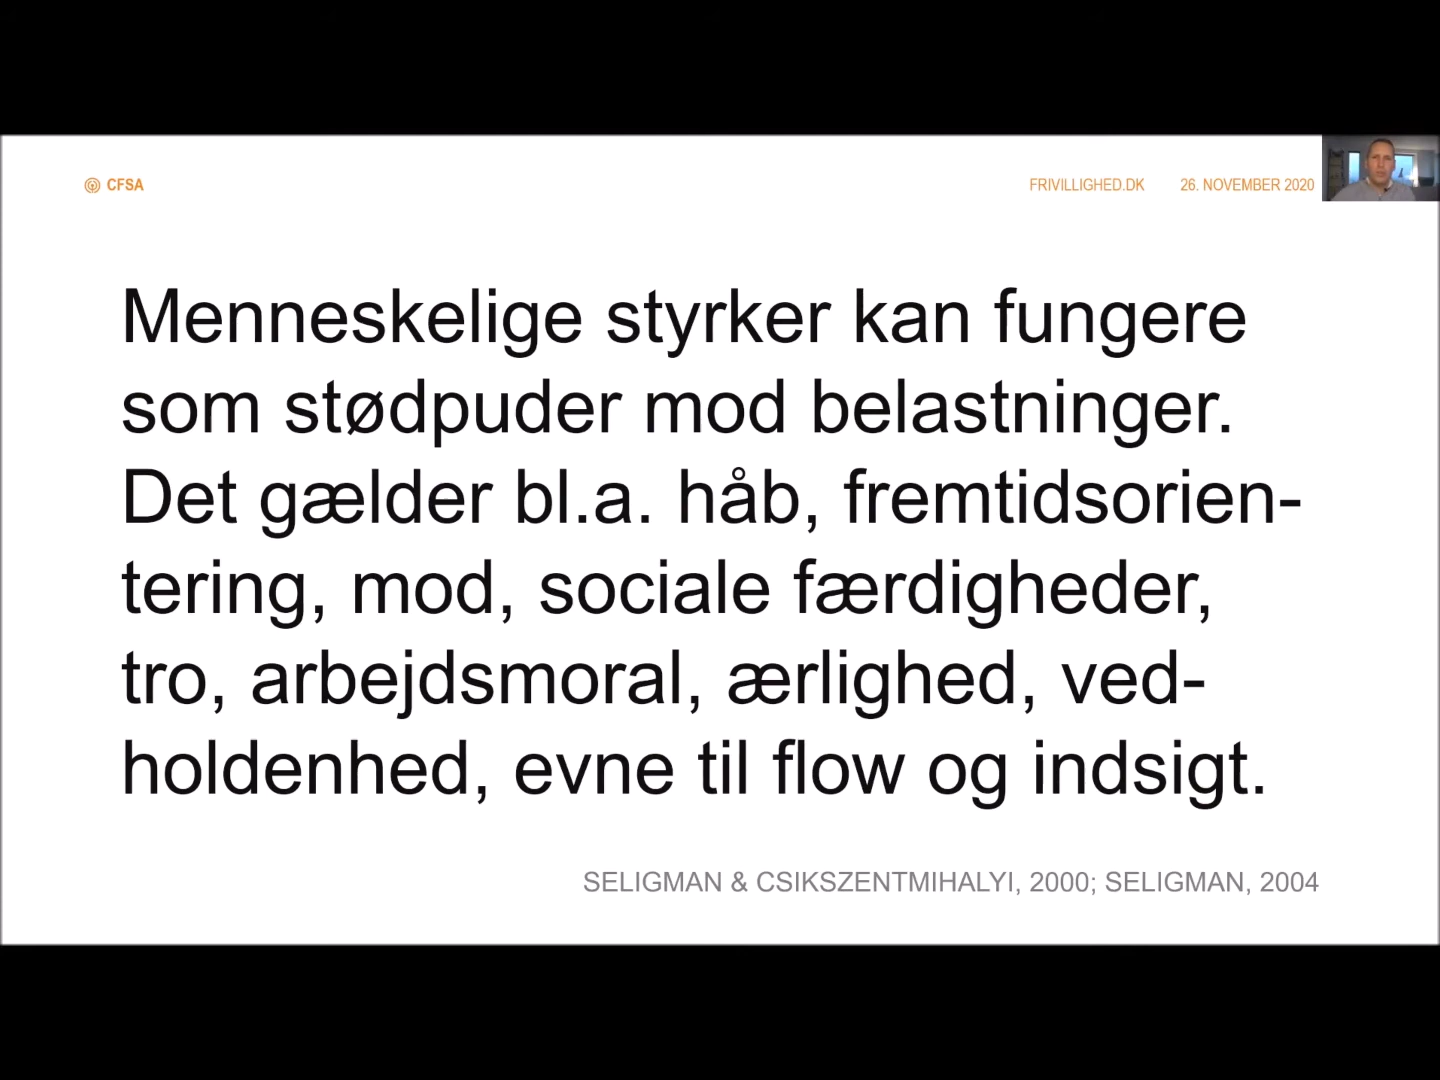 CFSA
FRIVILLIGHED.DK 26. NOVEMBER 2020
Menneskelige styrker kan fungere
som stødpuder mod belastninger.
Det gælder bl.a. håb, fremtidsorien-
tering, mod, sociale færdigheder,
tro, arbejdsmoral, ærlighed, ved-
holdenhed, evne til flow og indsigt.
SELIGMAN & CSIKSZENTMIHALYI, 2000; SELIGMAN, 2004